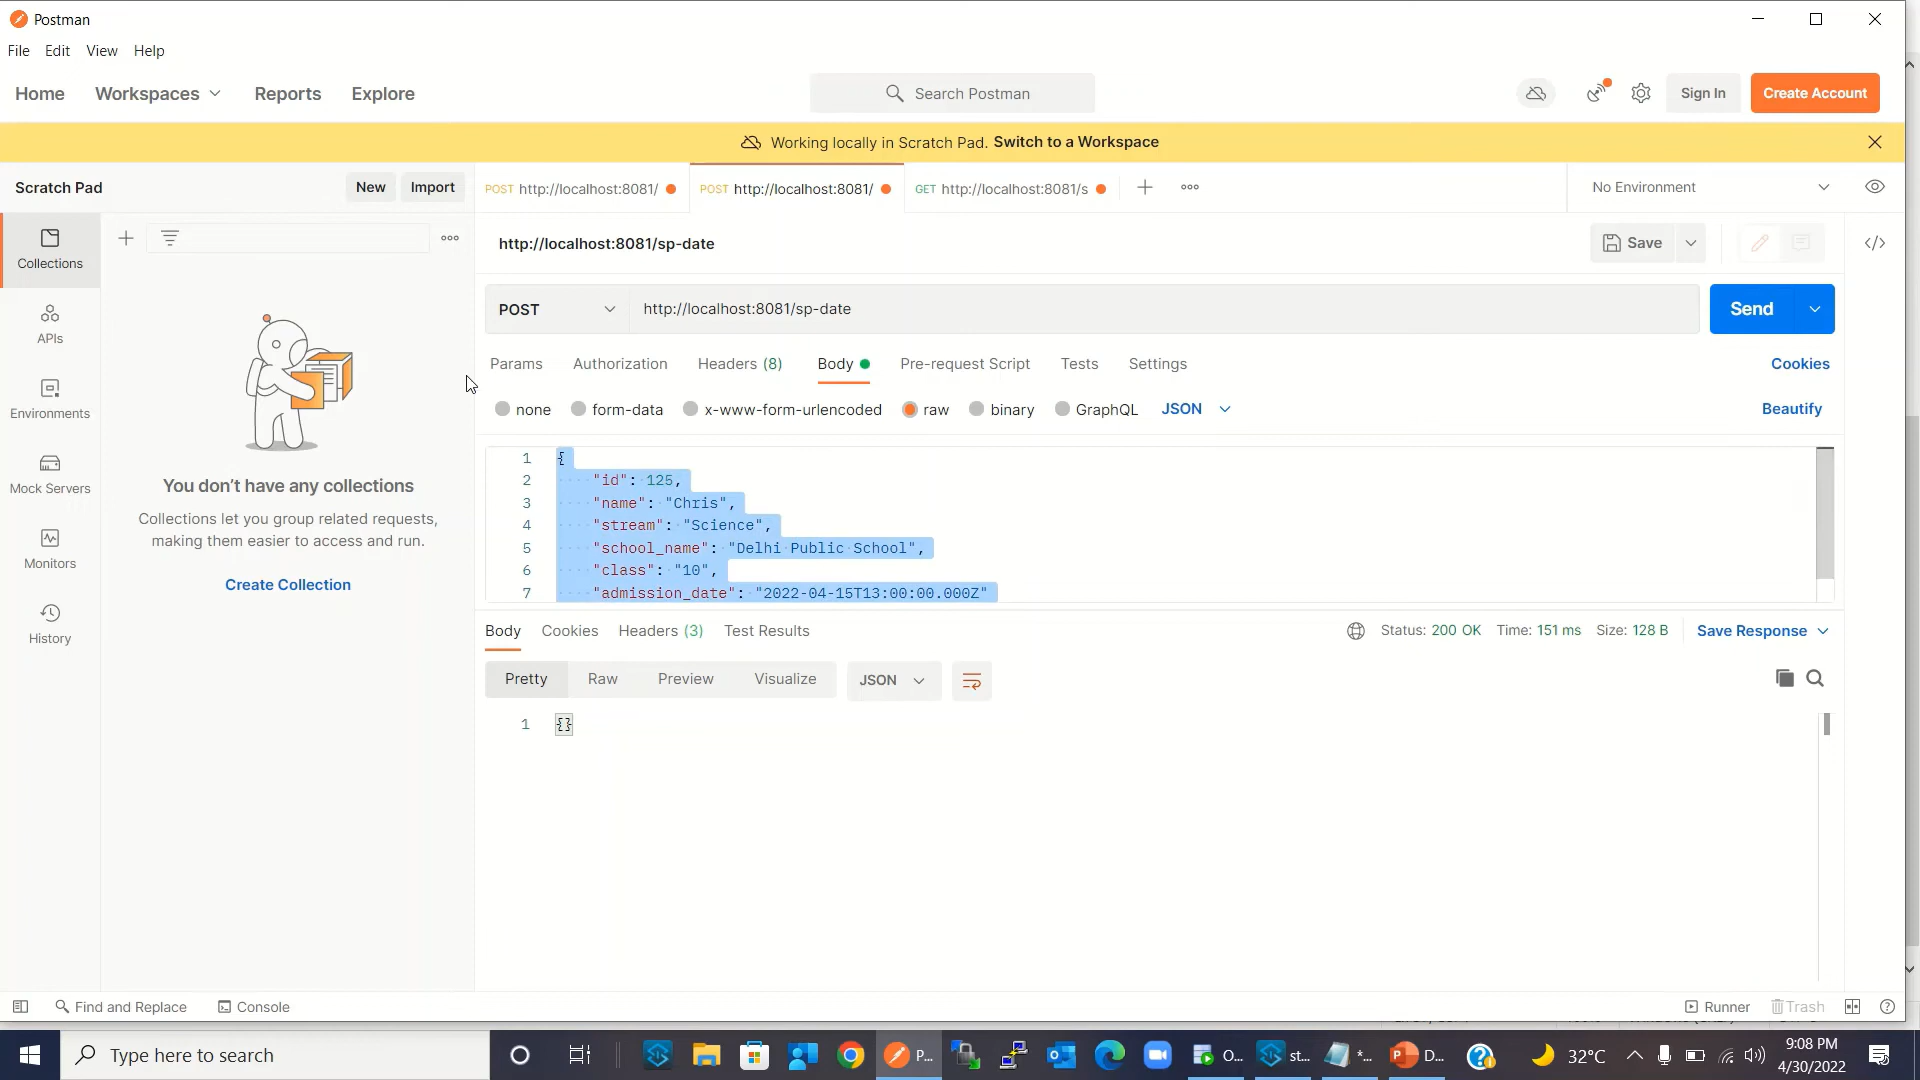 Postman
File Edit View Help
Home Workspaces Reports Explore Search Postman Sign In Create Account
Working locally in Scratch Pad. Switch to a Workspace
Scratch Pad New Import POST http://localhost:8081/ POST http://localhost:8081/ GET http://localhost:8081/s No Environment
Collections
http://localhost:8081/sp-date Save
APIs
POST http://localhost:8081/sp-date Send
Params Authorization Headers (8) Body Pre-request Script Tests Settings Cookies
Environments
none form-data x-www-form-urlencoded raw binary GraphQL JSON Beautify
1 {
2 "id": 125,
3 "name": "Chris",
4 "stream": "Science",
5 "school_name": "Delhi Public School",
6 "class": "10",
7 "admission_date": "2022-04-15T13:00:00.000Z"
Mock Servers
You don't have any collections
Collections let you group related requests,
making them easier to access and run.
Create Collection
Monitors
History
Body Cookies Headers (3) Test Results Status: 200 OK Time: 151 ms Size: 128 B Save Response
Pretty Raw Preview Visualize JSON
1 {}
Find and Replace Console Runner Trash
Type here to search P... O... st... *... D... 32°C 9:08 PM
4/30/2022